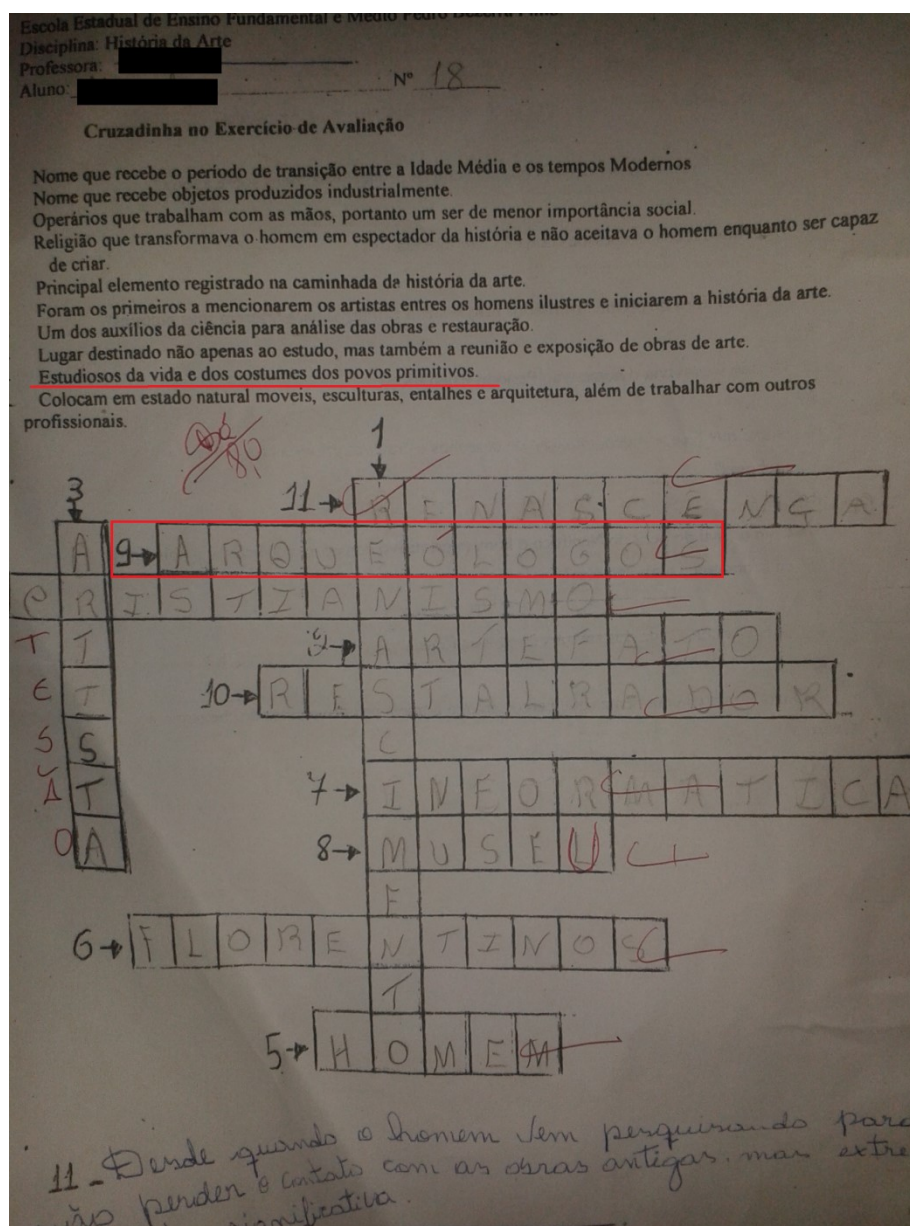 Escola Estadual de Ensino Fundamental e Médio Pedro
Disciplina: História da Arte
Professora:
Aluno: Nº 18
Cruzadinha no Exercício de Avaliação
Nome que recebe o período de transição entre a Idade Média e os tempos Modernos
Nome que recebe objetos produzidos industrialmente.
Operários que trabalham com as mãos, portanto um ser de menor importância social.
Religião que transformava o homem em espectador da história e não aceitava o homem enquanto ser capaz
de criar.
Principal elemento registrado na caminhada da história da arte.
Foram os primeiros a mencionarem os artistas entres os homens ilustres e iniciarem a história da arte.
Um dos auxílios da ciência para análise das obras e restauração.
Lugar destinado não apenas ao estudo, mas também a reunião e exposição de obras de arte.
Estudiosos da vida e dos costumes dos povos primitivos.
Colocam em estado natural moveis, esculturas, entalhes e arquitetura, além de trabalhar com outros
profissionais.
1
3
11 RENASCENÇA
A 9 ARQUEÓLOGOS
CRISTIANISMO
T I ARTEFATO
E T 10 RESTALRADOR
S S C
Ã T 7 INFORMATICA
O A 8 MUSEU
E
6 FLORENTINOS
T
5 HOMEM
11 - Desde quando o homem vem pesquisando para
não perder o contato com as obras antigas, mas extre
significativa.